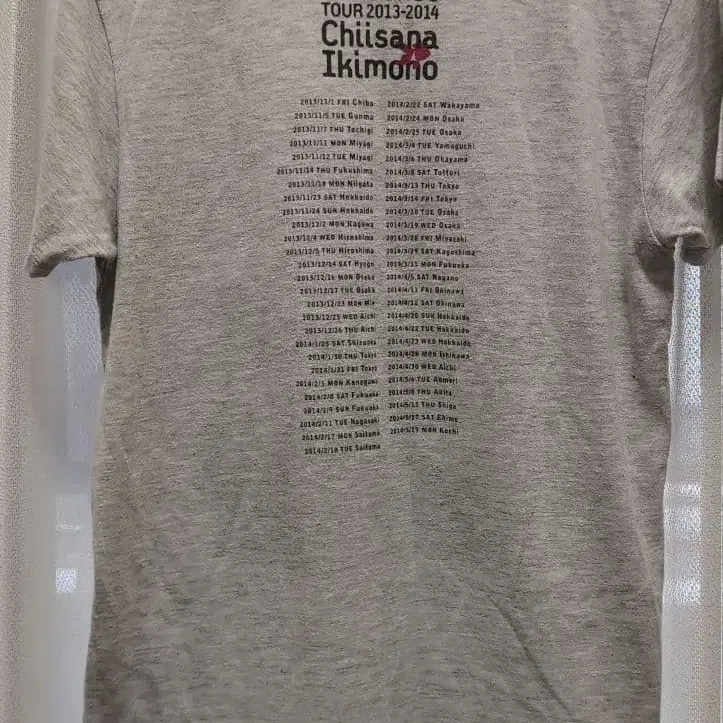 TOUR 2013-2014
Chiisana
Ikimono
2013/11/1 FRI Chiba
2013/11/5 TUE Gunma
2013/11/7 THU Tochigi
2013/11/11 MON Miyagi
2013/11/12 TUE Miyagi
2013/11/14 THU Fukushima
2013/11/18 MON Niigata
2013/11/23 SAT Hokkaido
2013/11/24 SUN Hokkaido
2013/12/2 MON Kagawa
2013/12/4 WED Hiroshima
2013/12/5 THU Hiroshima
2013/12/14 SAT Hyogo
2013/12/16 MON Osaka
2013/12/17 TUE Osaka
2013/12/23 MON Mie
2013/12/25 WED Aichi
2013/12/26 THU Aichi
2014/1/25 SAT Shizuoka
2014/1/30 THU Tokyo
2014/1/31 FRI Tokyo
2014/2/3 MON Kanagawa
2014/2/8 SAT Fukuoka
2014/2/9 SUN Fukuoka
2014/2/11 TUE Nagasaki
2014/2/17 MON Saitama
2014/2/18 TUE Saitama
2014/2/22 SAT Wakayama
2014/2/24 MON Osaka
2014/2/25 TUE Osaka
2014/3/4 TUE Yamaguchi
2014/3/6 THU Okayama
2014/3/8 SAT Tottori
2014/3/13 THU Tokyo
2014/3/14 FRI Tokyo
2014/3/18 TUE Osaka
2014/3/19 WED Osaka
2014/3/28 FRI Miyazaki
2014/3/29 SAT Kagoshima
2014/3/31 MON Fukuoka
2014/4/5 SAT Nagano
2014/4/11 FRI Okinawa
2014/4/12 SAT Okinawa
2014/4/20 SUN Hokkaido
2014/4/22 TUE Hokkaido
2014/4/23 WED Hokkaido
2014/4/28 MON Ishikawa
2014/4/30 WED Aichi
2014/5/6 TUE Aomori
2014/5/8 THU Akita
2014/5/15 THU Shiga
2014/5/17 SAT Ehime
2014/5/19 MON Kochi